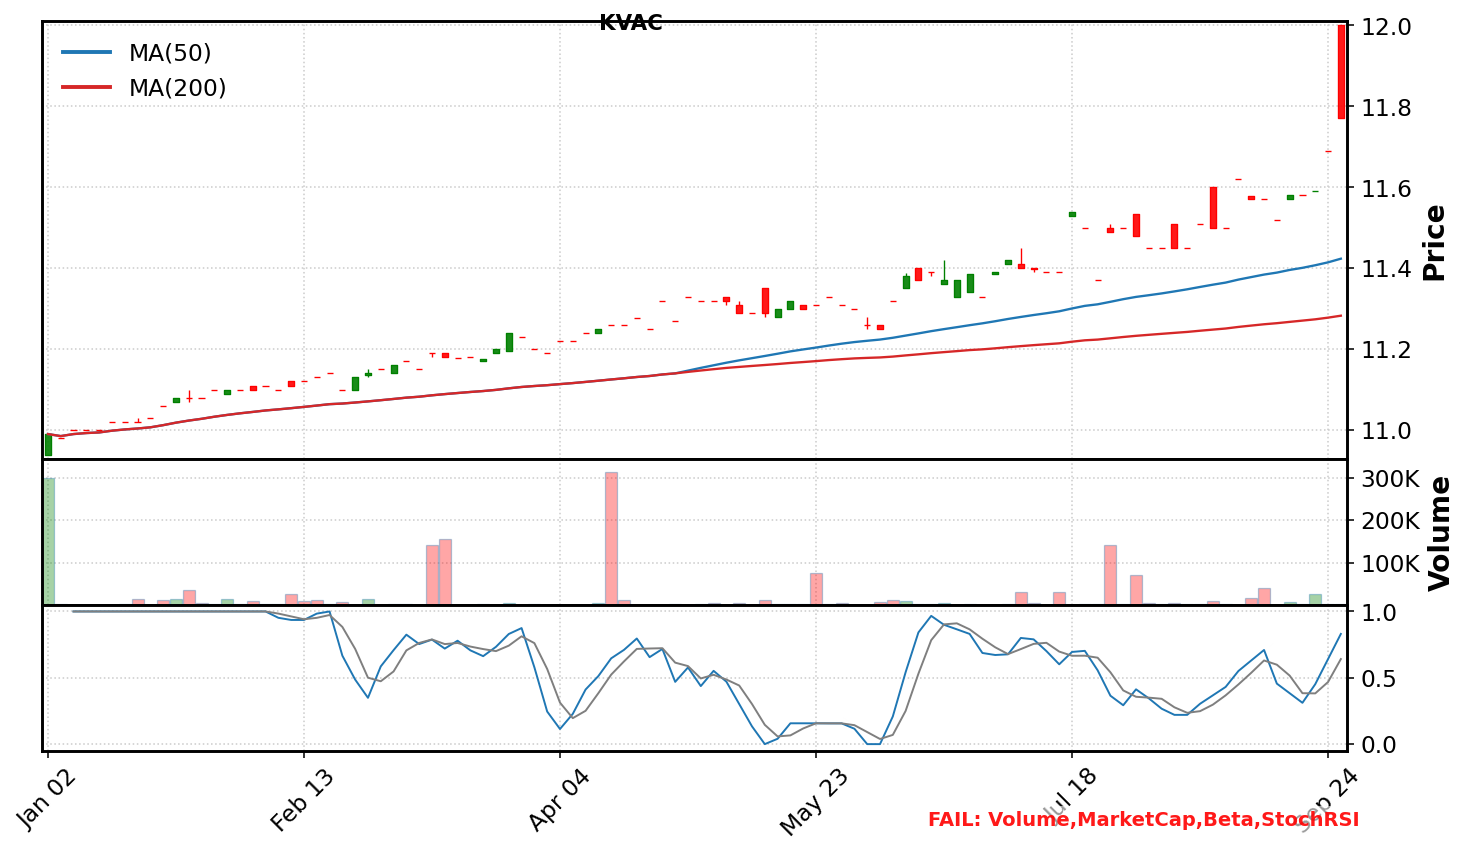 KVAC
MA(50)
MA(200)
12.0
11.8
11.6
11.4
11.2
11.0
Price
300K
200K
100K
Volume
1.0
0.5
0.0
Jan 02
Feb 13
Apr 04
May 23
Jul 18
Sep 24
FAIL: Volume,MarketCap,Beta,StochRSI